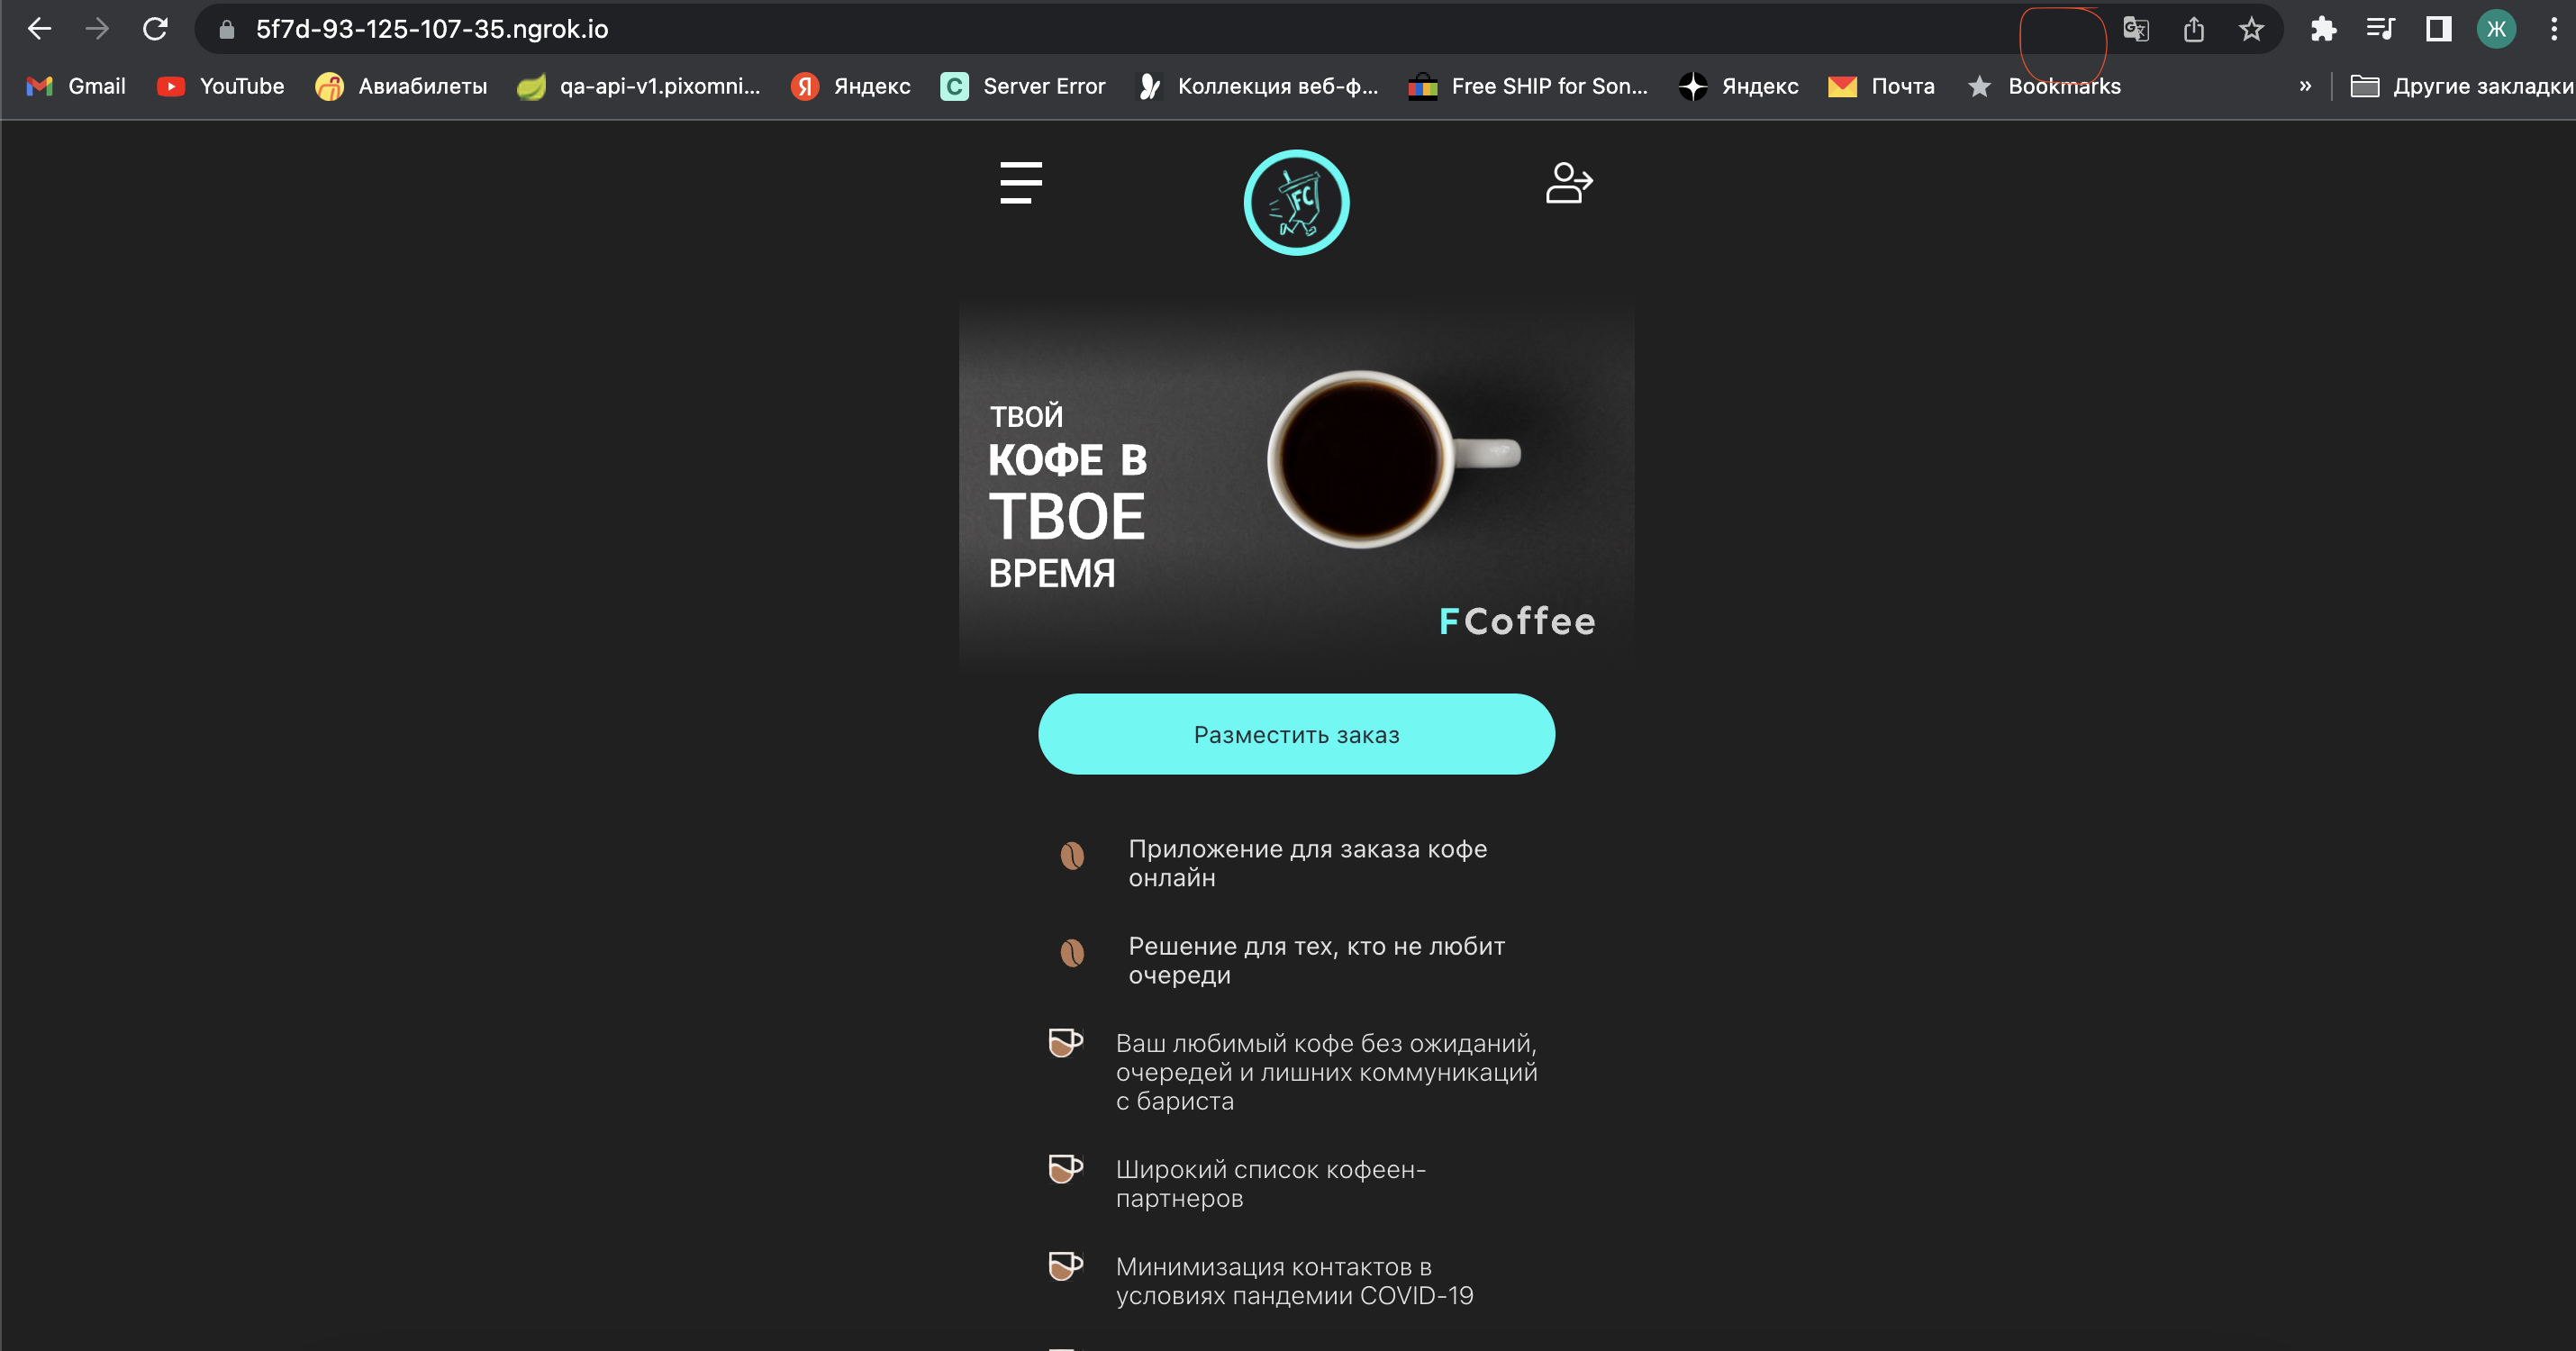 5f7d-93-125-107-35.ngrok.io
Ж
Gmail YouTube Авиабилеты qa-api-v1.pixomni... Яндекс Server Error Коллекция веб-ф... Free SHIP for Son... Яндекс Почта Bookmarks » Другие закладки
FC
ТВОЙ
КОФЕ В
ТВОЕ
ВРЕМЯ
FCoffee
Разместить заказ
Приложение для заказа кофе
онлайн
Решение для тех, кто не любит
очереди
Ваш любимый кофе без ожиданий,
очередей и лишних коммуникаций
с бариста
Широкий список кофеен-
партнеров
Минимизация контактов в
условиях пандемии COVID-19